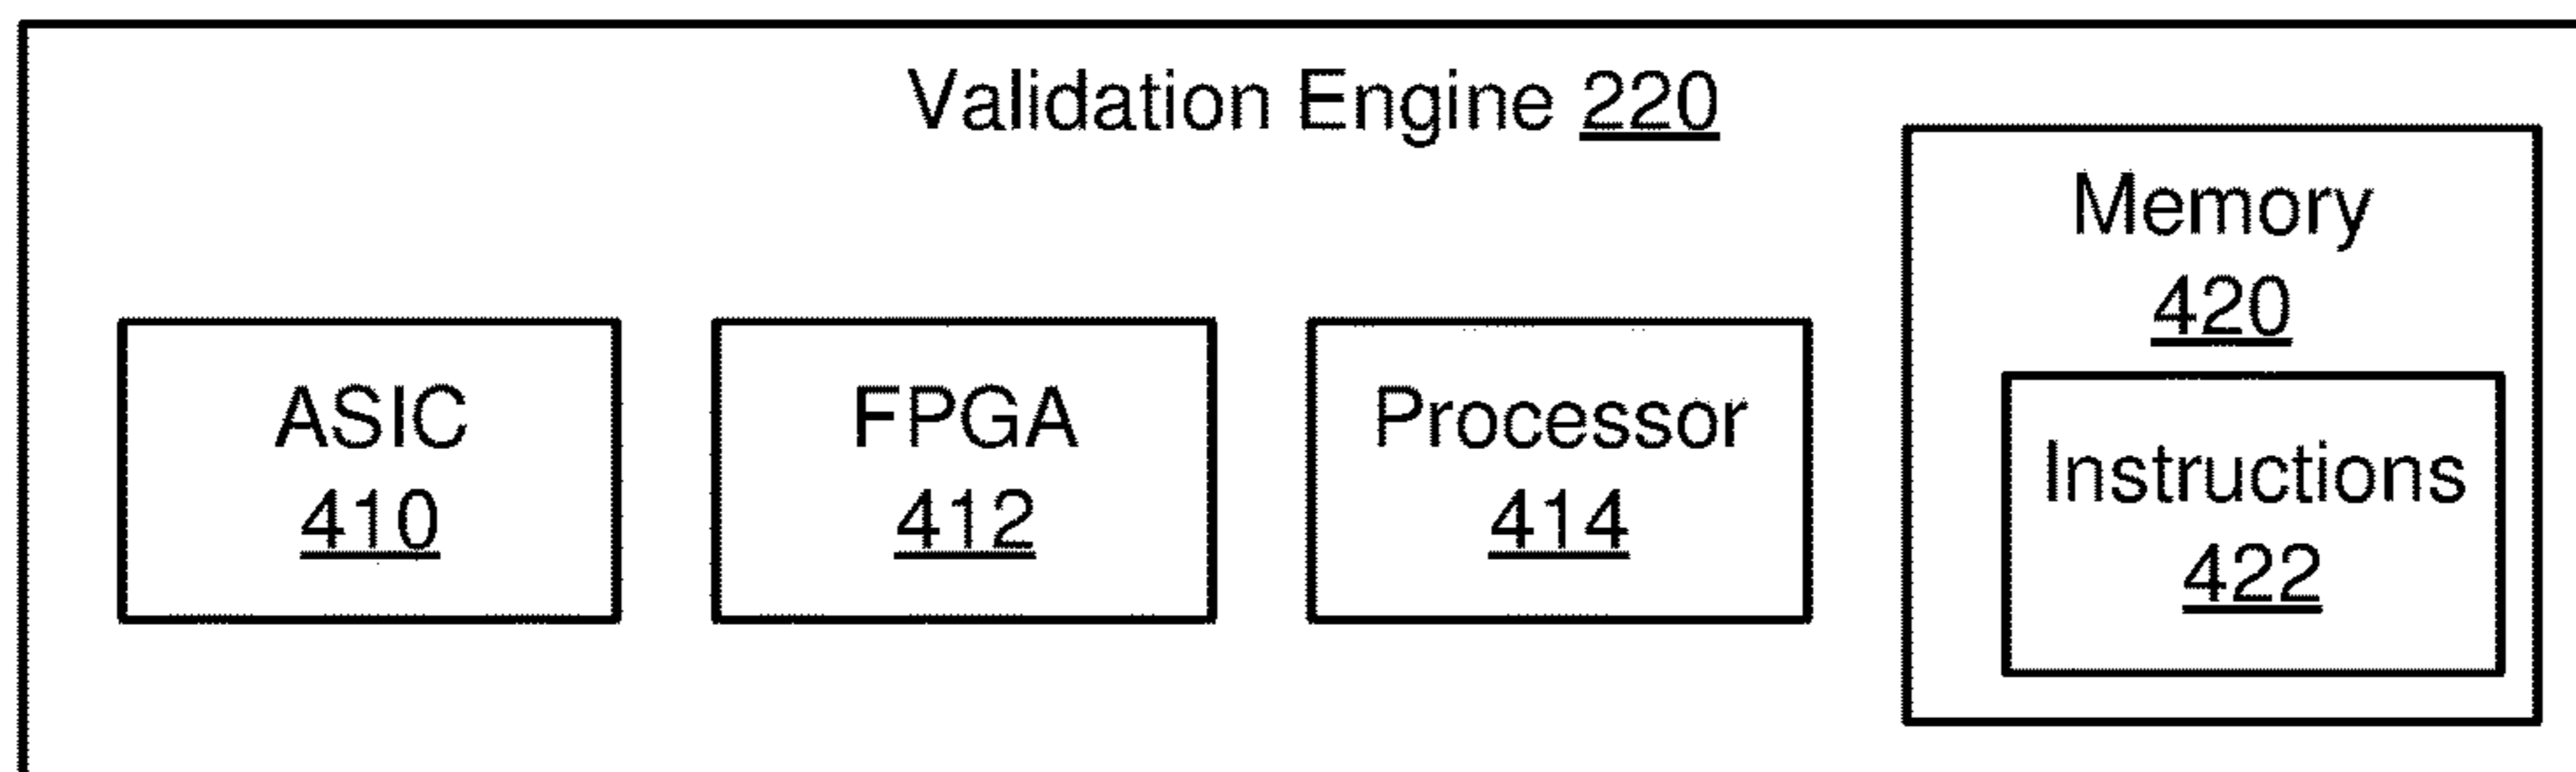 Validation Engine 220
ASIC
410
FPGA
412
Processor
414
Memory
420
Instructions
422